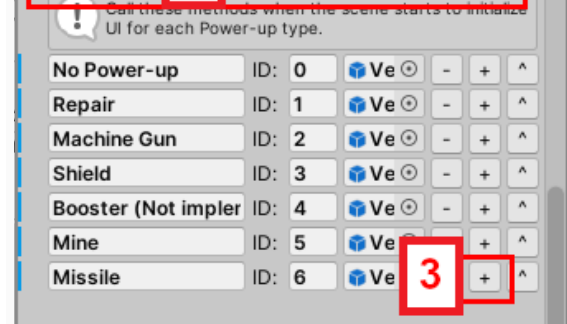 Call these methods when the scene starts to initialize
UI for each Power-up type.
No Power-up ID: 0 Ve - + ^
Repair ID: 1 Ve - + ^
Machine Gun ID: 2 Ve - + ^
Shield ID: 3 Ve - + ^
Booster (Not impler ID: 4 Ve - + ^
Mine ID: 5 Ve + ^
Missile ID: 6 Ve 3 + ^